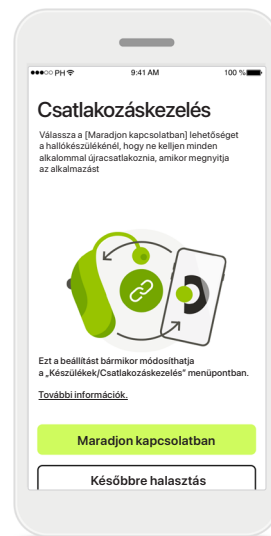 ●●●○○ PH 9:41 AM 100 %
Csatlakozáskezelés
Válassza a [Maradjon kapcsolatban] lehetőséget
a hallókészülékénél, hogy ne kelljen minden
alkalommal újracsatlakoznia, amikor megnyitja
az alkalmazást
Ezt a beállítást bármikor módosíthatja
a „Készülékek/Csatlakozáskezelés” menüpontban.
További információk.
Maradjon kapcsolatban
Későbbre halasztás